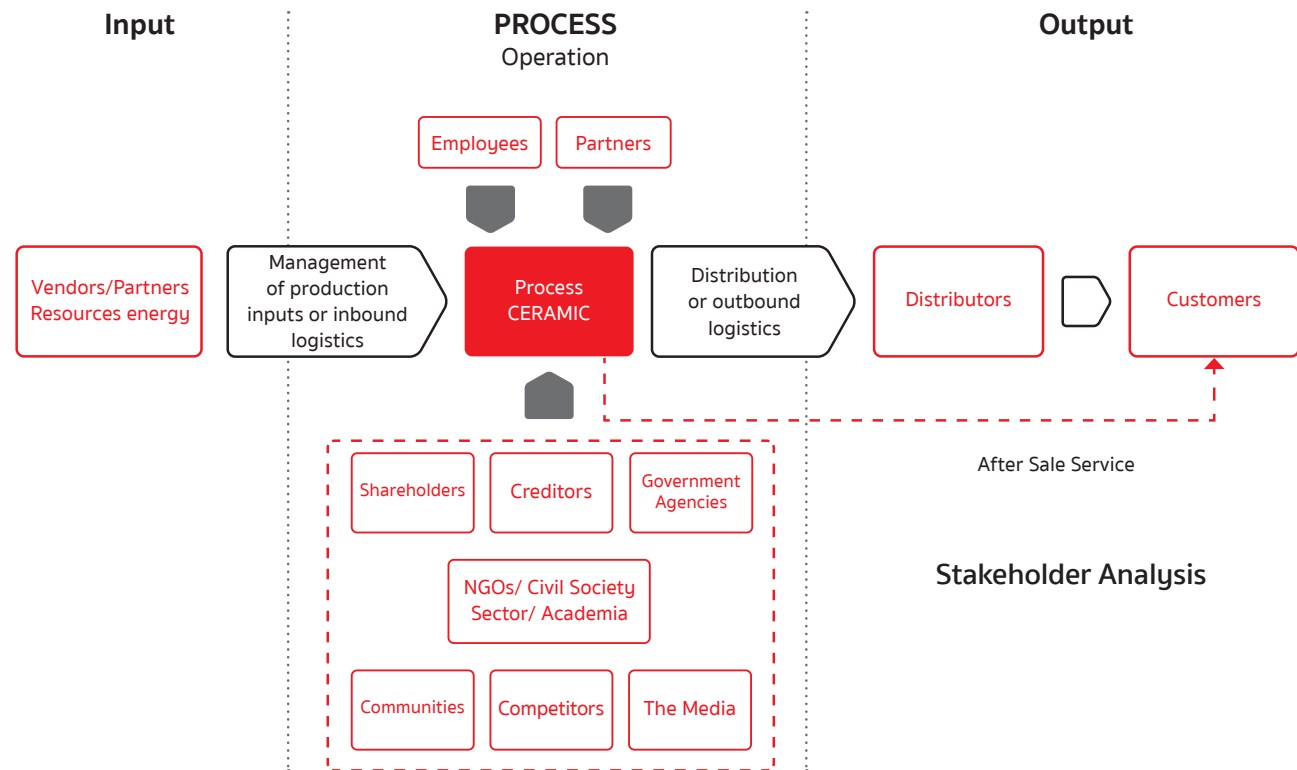 Input
PROCESS
Operation
Output
Employees
Partners
Vendors/Partners
Resources energy
Management
of production
inputs or inbound
logistics
Process
CERAMIC
Distribution
or outbound
logistics
Distributors
Customers
After Sale Service
Shareholders
Creditors
Government
Agencies
NGOs/ Civil Society
Sector/ Academia
Stakeholder Analysis
Communities
Competitors
The Media